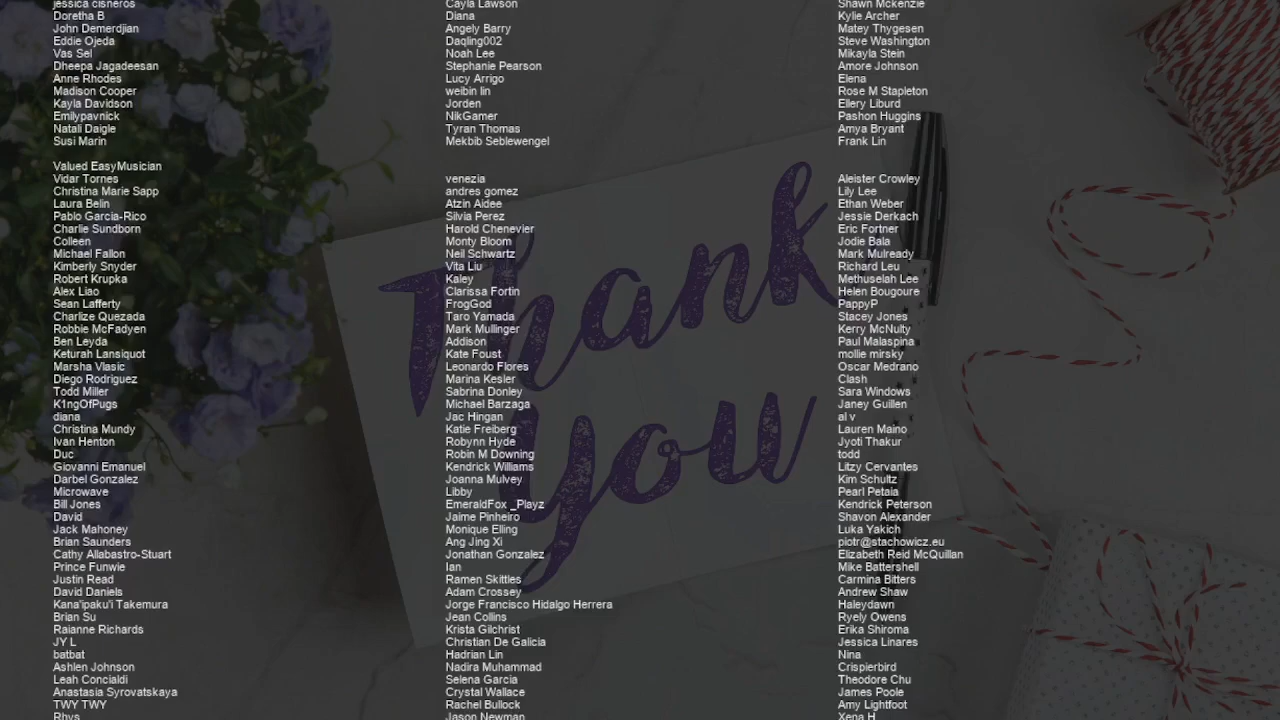 jessica cisneros
Doretha B
John Demerdjian
Eddie Ojeda
Vas Sel
Dheepa Jagadeesan
Anne Rhodes
Madison Cooper
Kayla Davidson
Emilypavnick
Natali Daigle
Susi Marin
Cayla Lawson
Diana
Angely Barry
Daqling002
Noah Lee
Stephanie Pearson
Lucy Arrigo
weibin lin
Jorden
NikGamer
Tyran Thomas
Mekbib Seblewengel
Shawn Mckenzie
Kylie Archer
Matey Thygesen
Steve Washington
Mikayla Stein
Amore Johnson
Elena
Rose M Stapleton
Ellery Liburd
Pashon Huggins
Amya Bryant
Frank Lin
Valued EasyMusician
Vidar Tornes
Christina Marie Sapp
Laura Belin
Pablo Garcia-Rico
Charlie Sundborn
Colleen
Michael Fallon
Kimberly Snyder
Robert Krupka
Alex Liao
Sean Lafferty
Charlize Quezada
Robbie McFadyen
Ben Leyda
Keturah Lansiquot
Marsha Vlasic
Diego Rodriguez
Todd Miller
K1ngOfPugs
diana
Christina Mundy
Ivan Henton
Duc
Giovanni Emanuel
Darbel Gonzalez
Microwave
Bill Jones
David
Jack Mahoney
Brian Saunders
Cathy Allabastro-Stuart
Prince Funwie
Justin Read
David Daniels
Kana'ipaku'i Takemura
Brian Su
Raianne Richards
JY L
batbat
Ashlen Johnson
Leah Concialdi
Anastasia Syrovatskaya
TWY TWY
Rhys
venezia
andres gomez
Atzin Aidee
Silvia Perez
Harold Chenevier
Monty Bloom
Neil Schwartz
Vita Liu
Kaley
Clarissa Fortin
FrogGod
Taro Yamada
Mark Mullinger
Addison
Kate Foust
Leonardo Flores
Marina Kesler
Sabrina Donley
Michael Barzaga
Jac Hingan
Katie Freiberg
Robynn Hyde
Robin M Downing
Kendrick Williams
Joanna Mulvey
Libby
EmeraldFox _Playz
Jaime Pinheiro
Monique Elling
Ang Jing Xi
Jonathan Gonzalez
Ian
Ramen Skittles
Adam Crossey
Jorge Francisco Hidalgo Herrera
Jean Collins
Krista Gilchrist
Christian De Galicia
Hadrian Lin
Nadira Muhammad
Selena Garcia
Crystal Wallace
Rachel Bullock
Jason Newman
Aleister Crowley
Lily Lee
Ethan Weber
Jessie Derkach
Eric Fortner
Jodie Bala
Mark Mulready
Richard Leu
Methuselah Lee
Helen Bougoure
PappyP
Stacey Jones
Kerry McNulty
Paul Malaspina
mollie mirsky
Oscar Medrano
Clash
Sara Windows
Janey Guillen
al v
Lauren Maino
Jyoti Thakur
todd
Litzy Cervantes
Kim Schultz
Pearl Petaia
Kendrick Peterson
Shavon Alexander
Luka Yakich
piotr@stachowicz.eu
Elizabeth Reid McQuillan
Mike Battershell
Carmina Bitters
Andrew Shaw
Haleydawn
Ryely Owens
Erika Shiroma
Jessica Linares
Nina
Crispierbird
Theodore Chu
James Poole
Amy Lightfoot
Xena H
Thank
you